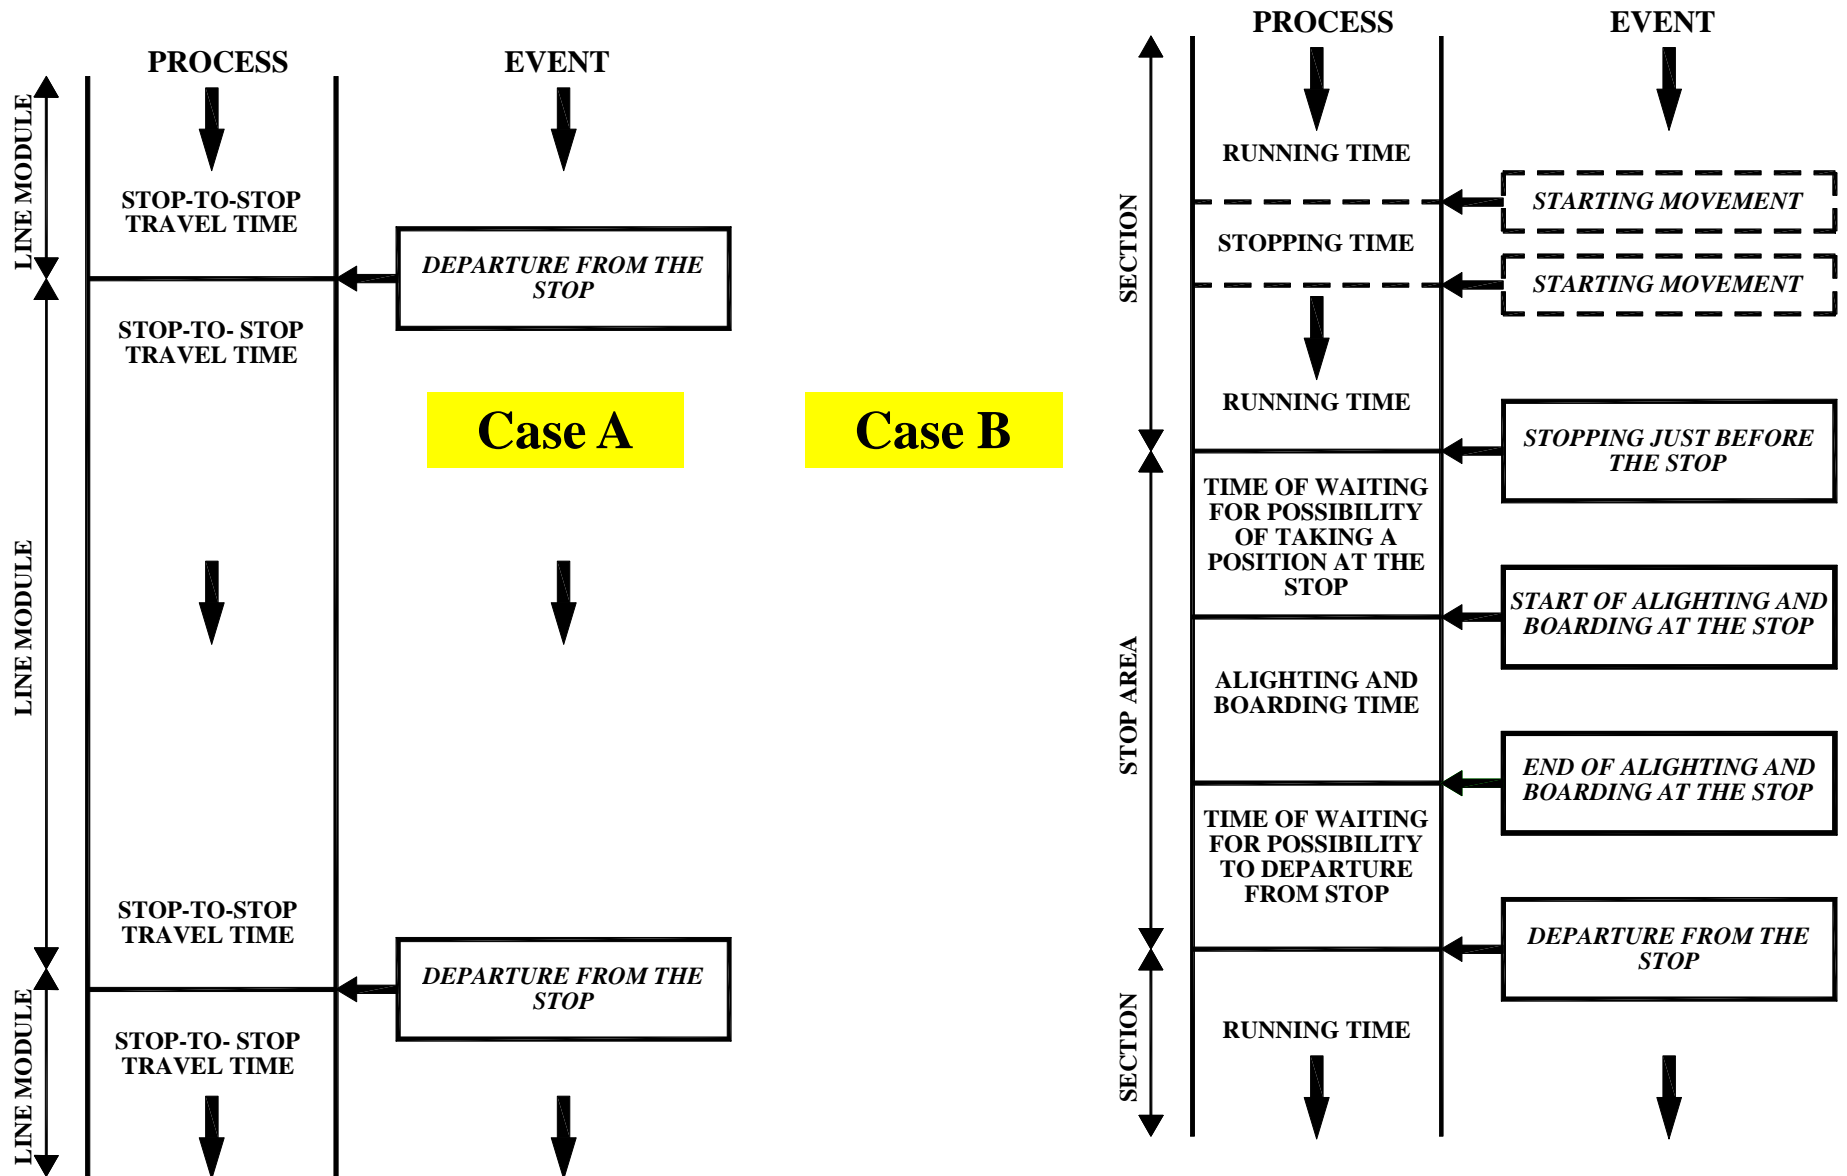 PROCESS
EVENT
LINE MODULE
STOP-TO-STOP
TRAVEL TIME
DEPARTURE FROM THE
STOP
LINE MODULE
STOP-TO- STOP
TRAVEL TIME
Case A
STOP-TO-STOP
TRAVEL TIME
DEPARTURE FROM THE
STOP
LINE MODULE
STOP-TO- STOP
TRAVEL TIME
Case B
PROCESS
EVENT
SECTION
RUNNING TIME
STARTING MOVEMENT
STOPPING TIME
STARTING MOVEMENT
RUNNING TIME
STOPPING JUST BEFORE
THE STOP
STOP AREA
TIME OF WAITING
FOR POSSIBILITY
OF TAKING A
POSITION AT THE
STOP
START OF ALIGHTING AND
BOARDING AT THE STOP
ALIGHTING AND
BOARDING TIME
END OF ALIGHTING AND
BOARDING AT THE STOP
TIME OF WAITING
FOR POSSIBILITY
TO DEPARTURE
FROM STOP
DEPARTURE FROM THE
STOP
SECTION
RUNNING TIME